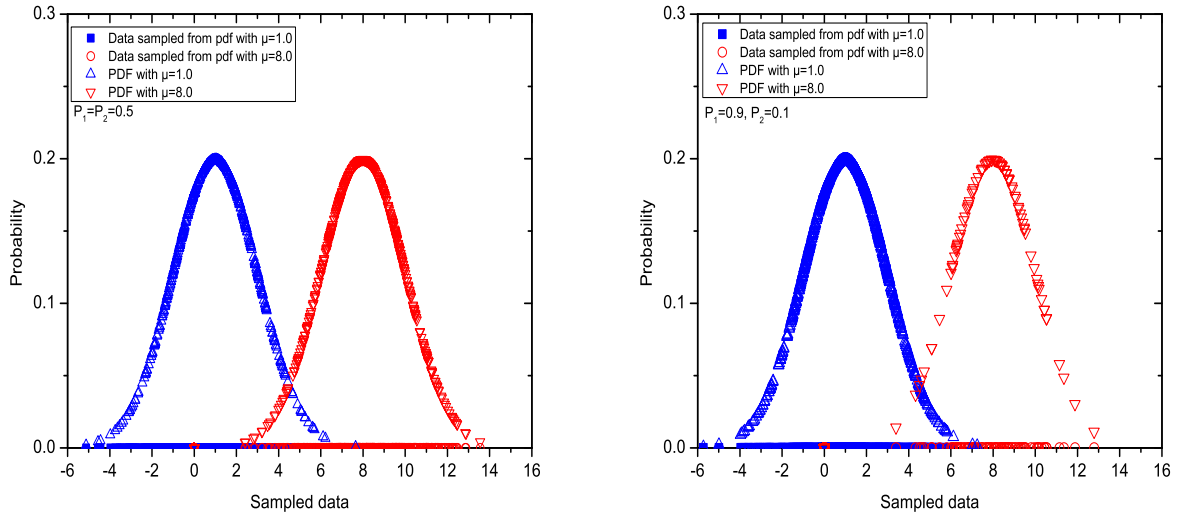 0.3
0.2
0.1
0.0
Probability
Data sampled from pdf with µ=1.0
Data sampled from pdf with µ=8.0
PDF with µ=1.0
PDF with µ=8.0
P1=P2=0.5
-6 -4 -2 0 2 4 6 8 10 12 14 16
Sampled data
0.3
0.2
0.1
0.0
Probability
Data sampled from pdf with µ=1.0
Data sampled from pdf with µ=8.0
PDF with µ=1.0
PDF with µ=8.0
P1=0.9, P2=0.1
-6 -4 -2 0 2 4 6 8 10 12 14 16
Sampled data